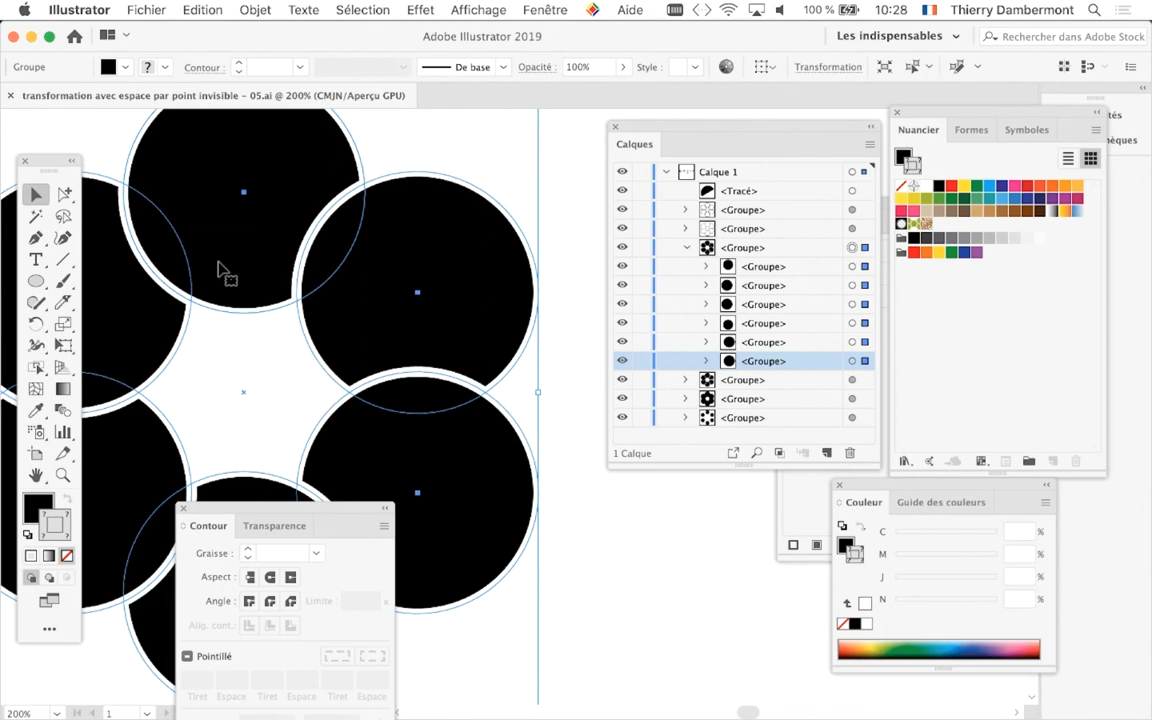 Illustrator Fichier Edition Objet Texte Sélection Effet Affichage Fenêtre Aide 100 % 10:28 Thierry Dambermont
Adobe Illustrator 2019 Les indispensables Rechercher dans Adobe Stock
Groupe ? Contour : De base Opacité : 100% Style : Transformation
× transformation avec espace par point invisible - 05.ai @ 200% (CMJN/Aperçu GPU)
Calques
Calque 1
<Tracé>
<Groupe>
<Groupe>
<Groupe>
<Groupe>
<Groupe>
<Groupe>
<Groupe>
<Groupe>
<Groupe>
<Groupe>
<Groupe>
<Groupe>
1 Calque
Nuancier Formes Symboles
Couleur Guide des couleurs
C %
M %
J %
N %
Contour Transparence
Graisse :
Aspect :
Angle : Limite : x
Alig. cont. :
Pointillé
Tiret Espace Tiret Espace Tiret Espace
200% 1